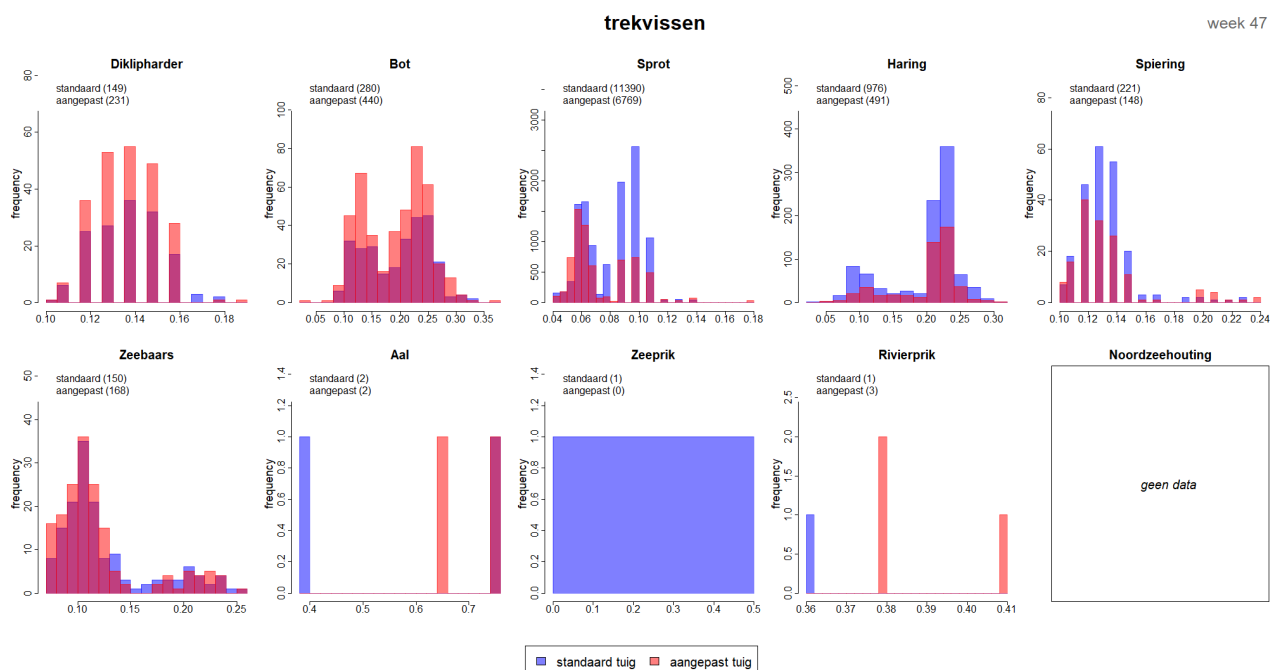 trekvissen
week 47
Diklipharder
standaard (149)
aangepast (231)
frequency
0 20 40 60 80
0.10 0.12 0.14 0.16 0.18
Bot
standaard (280)
aangepast (440)
frequency
0 20 40 60 80 100
0.05 0.10 0.15 0.20 0.25 0.30 0.35
Sprot
standaard (11390)
aangepast (6769)
frequency
0 500 1000 2000 3000
0.04 0.06 0.08 0.10 0.12 0.14 0.16 0.18
Haring
standaard (976)
aangepast (491)
frequency
0 100 200 300 400 500
0.05 0.10 0.15 0.20 0.25 0.30
Spiering
standaard (221)
aangepast (148)
frequency
0 20 40 60 80
0.10 0.12 0.14 0.16 0.18 0.20 0.22 0.24
Zeebaars
standaard (150)
aangepast (168)
frequency
0 10 20 30 40 50
0.10 0.15 0.20 0.25
Aal
standaard (2)
aangepast (2)
frequency
0.0 0.2 0.4 0.6 0.8 1.0 1.2 1.4
0.4 0.5 0.6 0.7
Zeeprik
standaard (1)
aangepast (0)
frequency
0.0 0.2 0.4 0.6 0.8 1.0 1.2 1.4
0.0 0.1 0.2 0.3 0.4 0.5
Rivierprik
standaard (1)
aangepast (3)
frequency
0.0 0.5 1.0 1.5 2.0 2.5
0.36 0.37 0.38 0.39 0.40 0.41
Noordzeehouting
geen data
standaard tuig
aangepast tuig